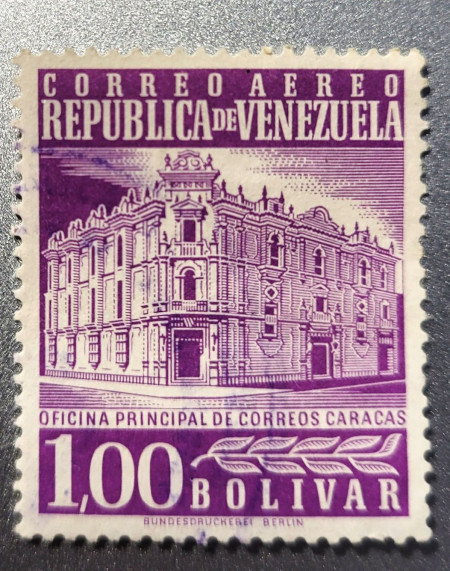 CORREO AEREO
REPUBLICA DE VENEZUELA
OFICINA PRINCIPAL DE CORREOS CARACAS
1,00 BOLIVAR
BUNDESDRUCKEREI BERLIN